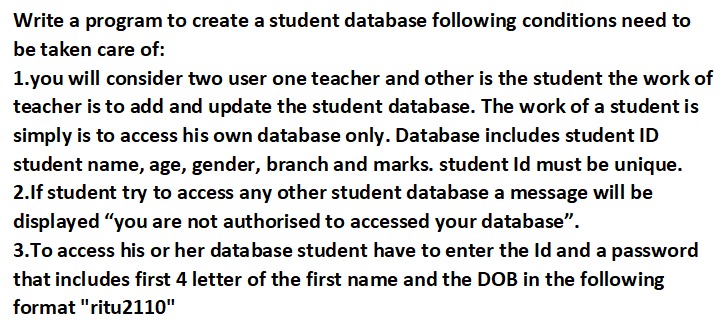 Write a program to create a student database following conditions need to
be taken care of:
1.you will consider two user one teacher and other is the student the work of
teacher is to add and update the student database. The work of a student is
simply is to access his own database only. Database includes student ID
student name, age, gender, branch and marks. student Id must be unique.
2.If student try to access any other student database a message will be
displayed “you are not authorised to accessed your database”.
3.To access his or her database student have to enter the Id and a password
that includes first 4 letter of the first name and the DOB in the following
format "ritu2110"